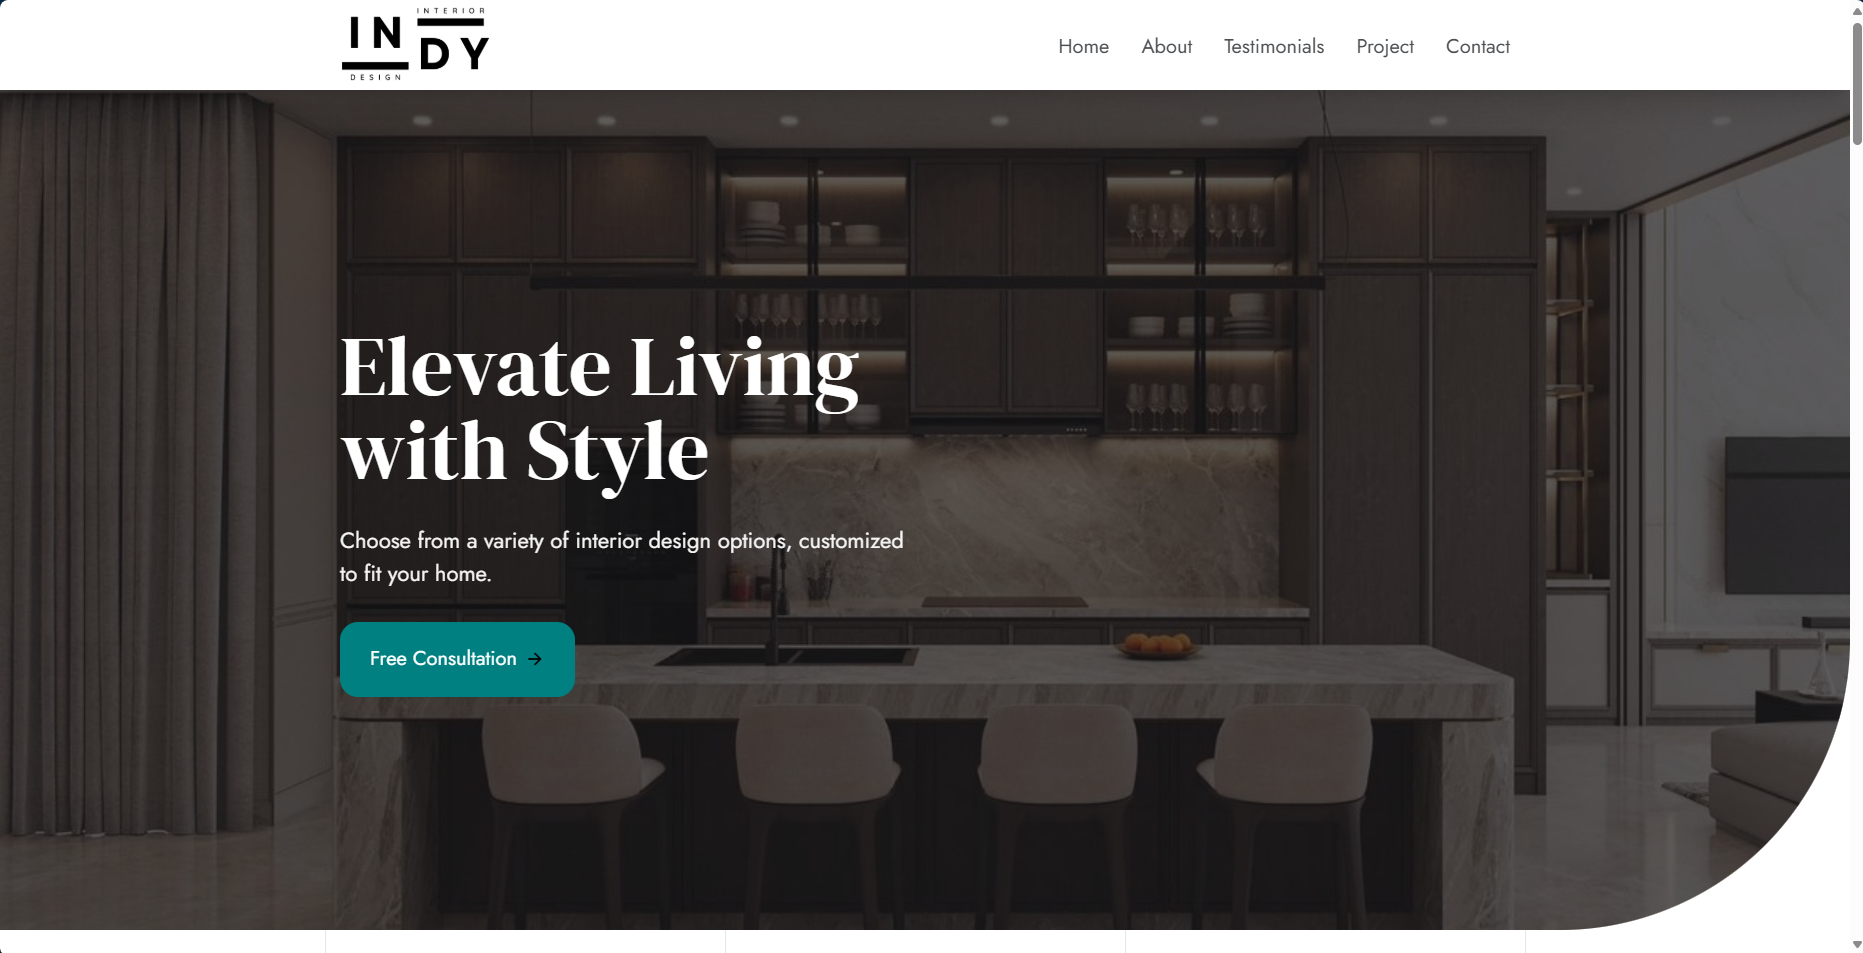 INTERIOR
IN
DY
DESIGN
Home About Testimonials Project Contact
Elevate Living
with Style
Choose from a variety of interior design options, customized
to fit your home.
Free Consultation →